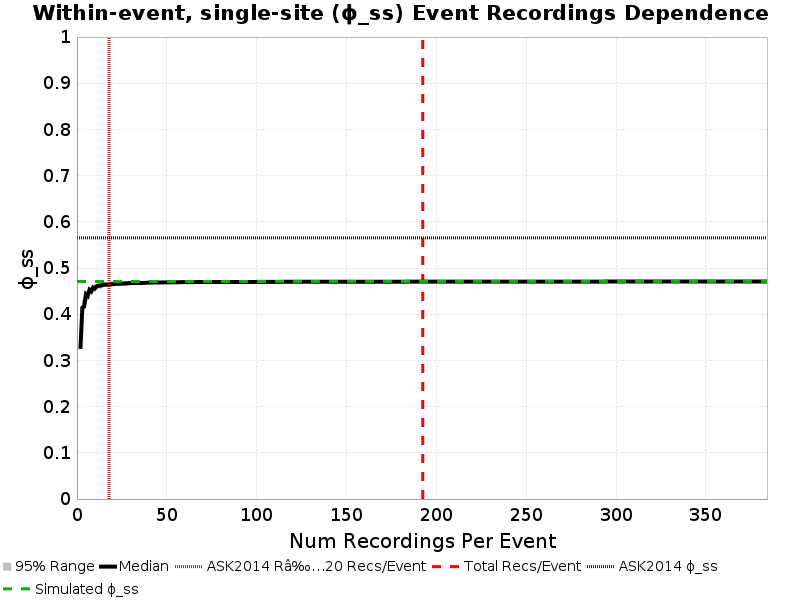 Within-event, single-site (ϕ_ss) Event Recordings Dependence
1
0.9
0.8
0.7
0.6
0.5
0.4
0.3
0.2
0.1
0
ϕ_ss
0 50 100 150 200 250 300 350
Num Recordings Per Event
95% Range Median ASK2014 Râ‰…20 Recs/Event Total Recs/Event ASK2014 ϕ_ss
Simulated ϕ_ss